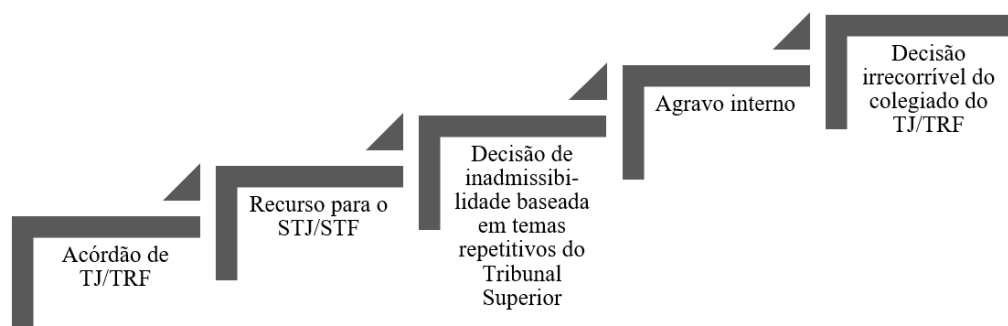 Acórdão de
TJ/TRF
Recurso para o
STJ/STF
Decisão de
inadmissibi-
lidade baseada
em temas
repetitivos do
Tribunal
Superior
Agravo interno
Decisão
irrecorrível do
colegiado do
TJ/TRF